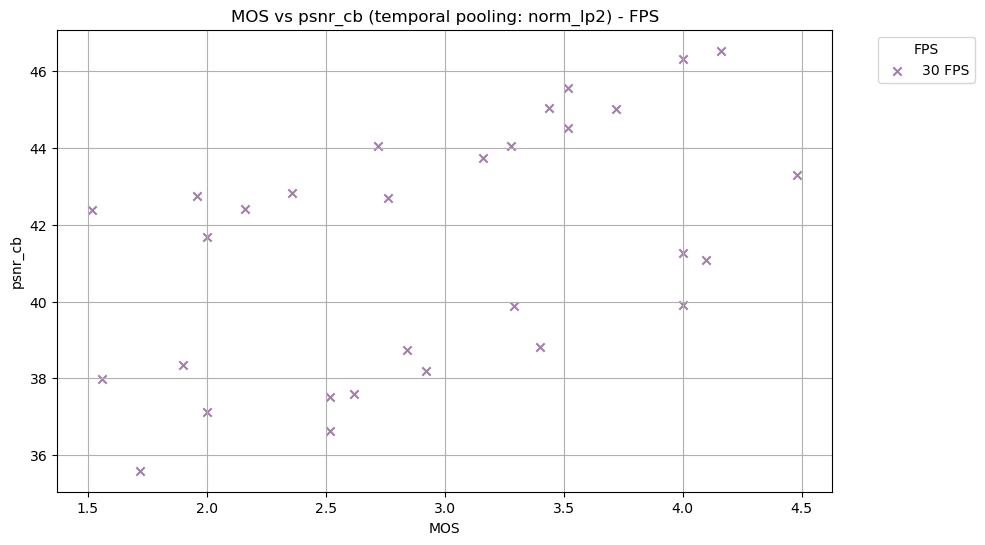 MOS vs psnr_cb (temporal pooling: norm_lp2) - FPS
FPS
30 FPS
psnr_cb
46
44
42
40
38
36
1.5 2.0 2.5 3.0 3.5 4.0 4.5
MOS